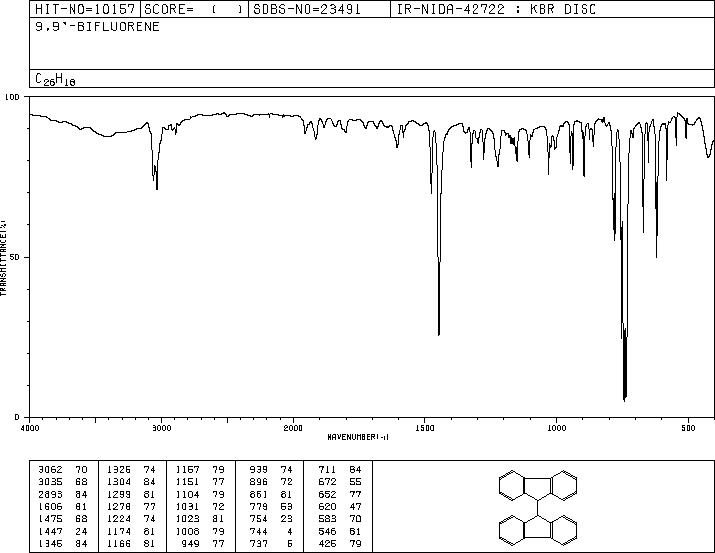 HIT-NO=10157 SCORE= ( ) SDBS-NO=23491 IR-NIDA-42722 : KBR DISC
9,9'-BIFLUORENE
C26H18
100
50
0
TRANSMITTANCE(%)
4000 3000 2000 1500 1000 500
WAVENUMBER(-1)
3062 70 1325 74 1157 79 939 74 711 84
3035 68 1304 84 1151 77 896 72 672 55
2893 84 1299 81 1104 79 861 81 652 77
1606 81 1278 77 1031 72 779 53 620 47
1475 68 1224 74 1023 81 754 23 583 70
1447 24 1174 81 1008 79 744 4 546 81
1345 84 1166 81 949 77 737 5 425 79